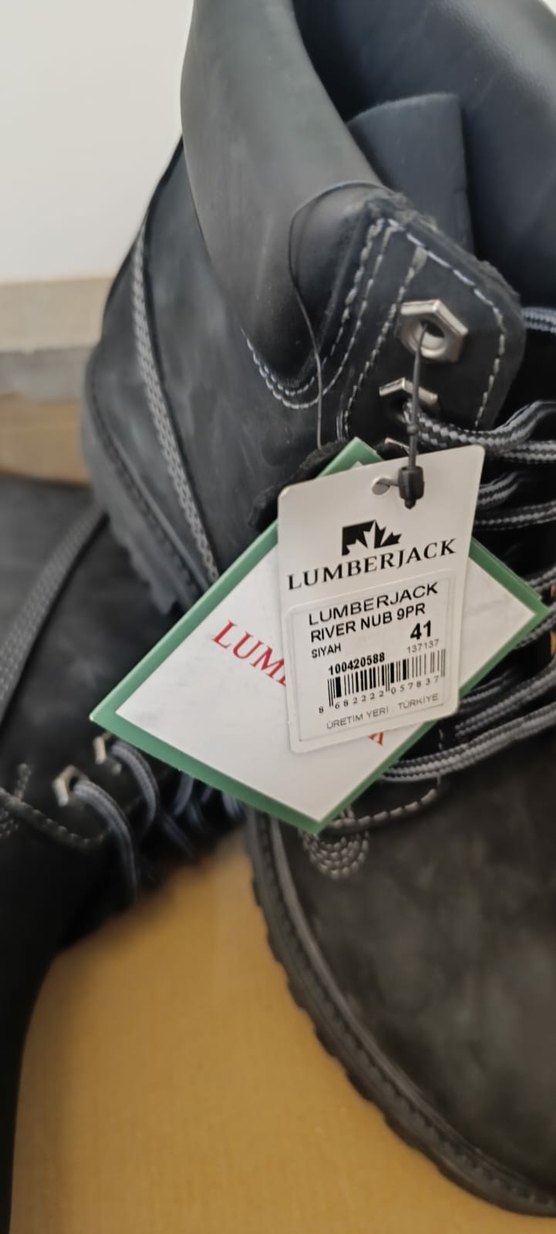 LUMBERJACK
LUMBERJACK
RIVER NUB 9PR
SIYAH
41
137137
100420588
8 682222 057837
ÜRETİM YERİ : TÜRKİYE